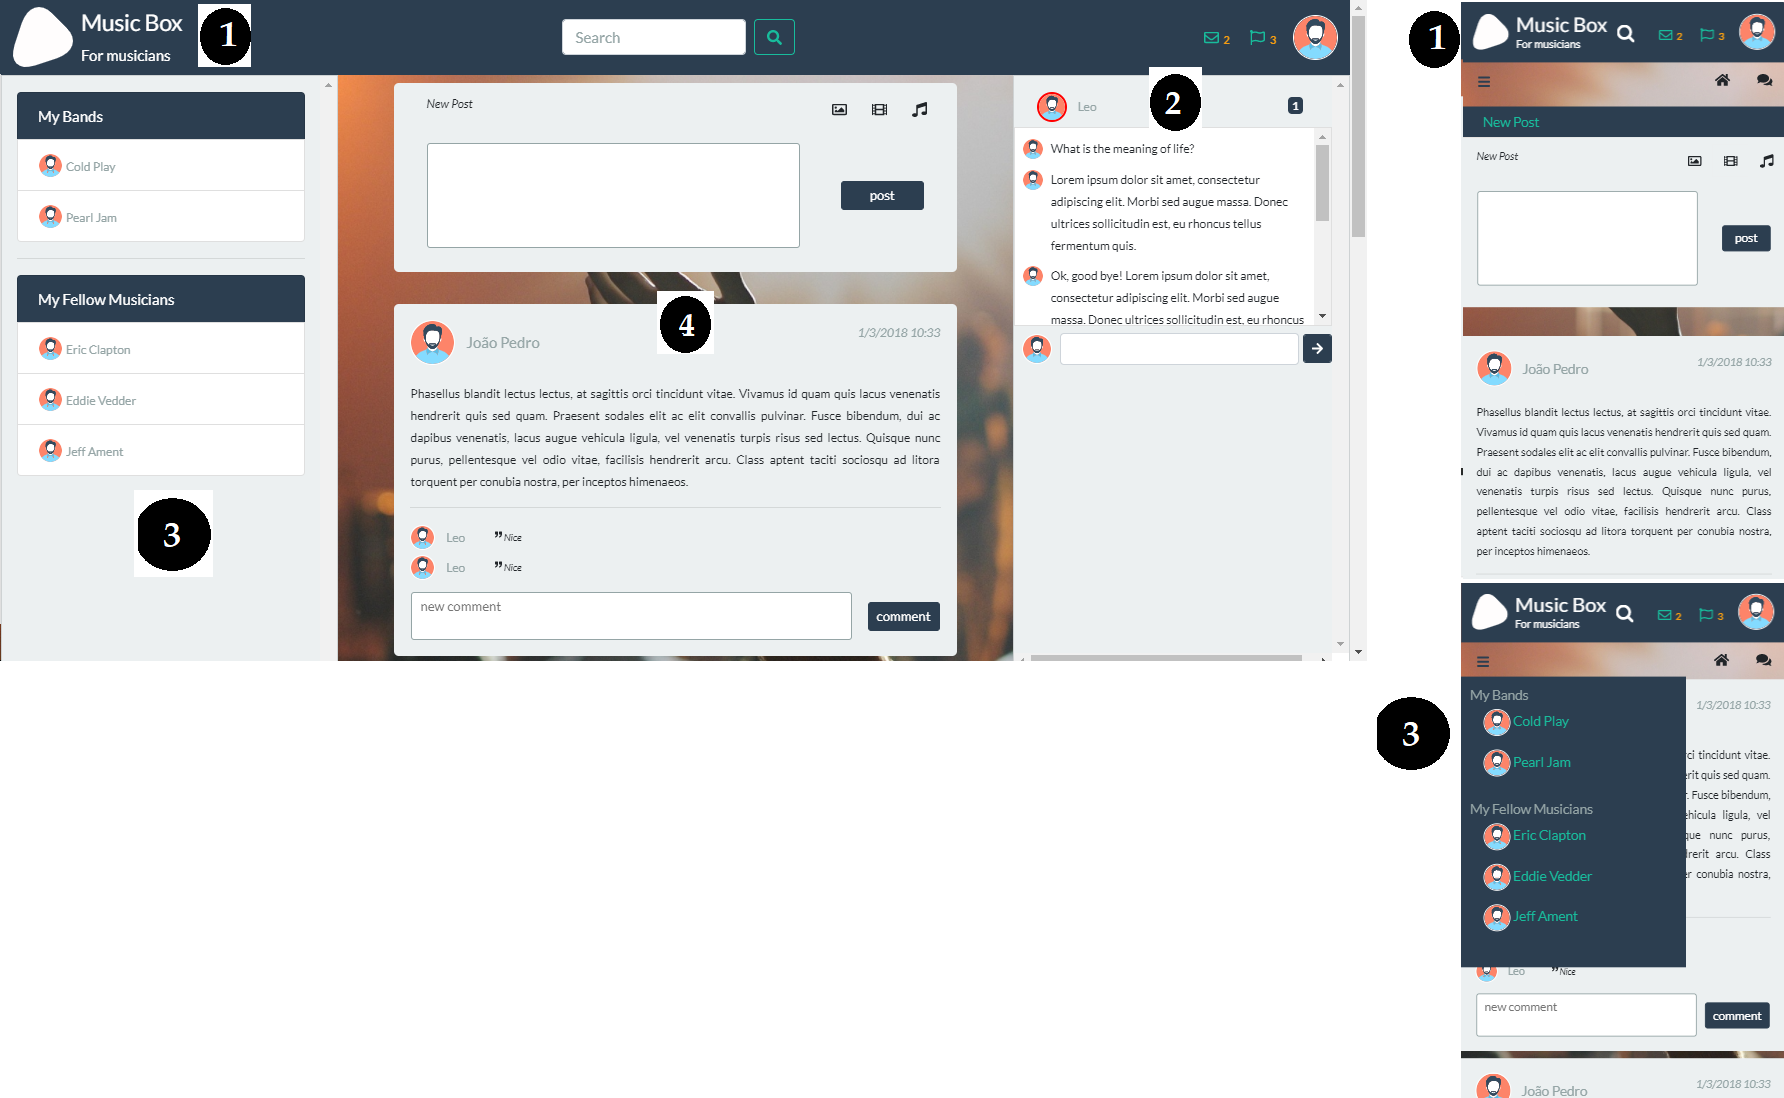 Music Box
For musicians
1
Search
2
3
My Bands
Cold Play
Pearl Jam
My Fellow Musicians
Eric Clapton
Eddie Vedder
Jeff Ament
3
New Post
post
4
João Pedro
1/3/2018 10:33
Phasellus blandit lectus lectus, at sagittis orci tincidunt vitae. Vivamus id quam quis lacus venenatis
hendrerit quis sed quam. Praesent sodales elit ac elit convallis pulvinar. Fusce bibendum, dui ac
dapibus venenatis, lacus augue vehicula ligula, vel venenatis turpis risus sed lectus. Quisque nunc
purus, pellentesque vel odio vitae, facilisis hendrerit arcu. Class aptent taciti sociosqu ad litora
torquent per conubia nostra, per inceptos himenaeos.
Leo ”Nice
Leo ”Nice
new comment
comment
Leo
2
1
What is the meaning of life?
Lorem ipsum dolor sit amet, consectetur
adipiscing elit. Morbi sed augue massa. Donec
ultrices sollicitudin est, eu rhoncus tellus
fermentum quis.
Ok, good bye! Lorem ipsum dolor sit amet,
consectetur adipiscing elit. Morbi sed augue
massa. Donec ultrices sollicitudin est, eu rhoncus
1
Music Box
For musicians
2
3
New Post
New Post
post
João Pedro
1/3/2018 10:33
Phasellus blandit lectus lectus, at sagittis orci tincidunt vitae.
Vivamus id quam quis lacus venenatis hendrerit quis sed quam.
Praesent sodales elit ac elit convallis pulvinar. Fusce bibendum,
dui ac dapibus venenatis, lacus augue vehicula ligula, vel
venenatis turpis risus sed lectus. Quisque nunc purus,
pellentesque vel odio vitae, facilisis hendrerit arcu. Class
aptent taciti sociosqu ad litora torquent per conubia nostra,
per inceptos himenaeos.
Music Box
For musicians
2
3
3
My Bands
Cold Play
Pearl Jam
My Fellow Musicians
Eric Clapton
Eddie Vedder
Jeff Ament
1/3/2018 10:33
tincidunt vitae.
quis sed quam.
Fusce bibendum,
ligula, vel
nunc purus,
arcu. Class
conubia nostra,
Leo ”Nice
new comment
comment
João Pedro
1/3/2018 10:33